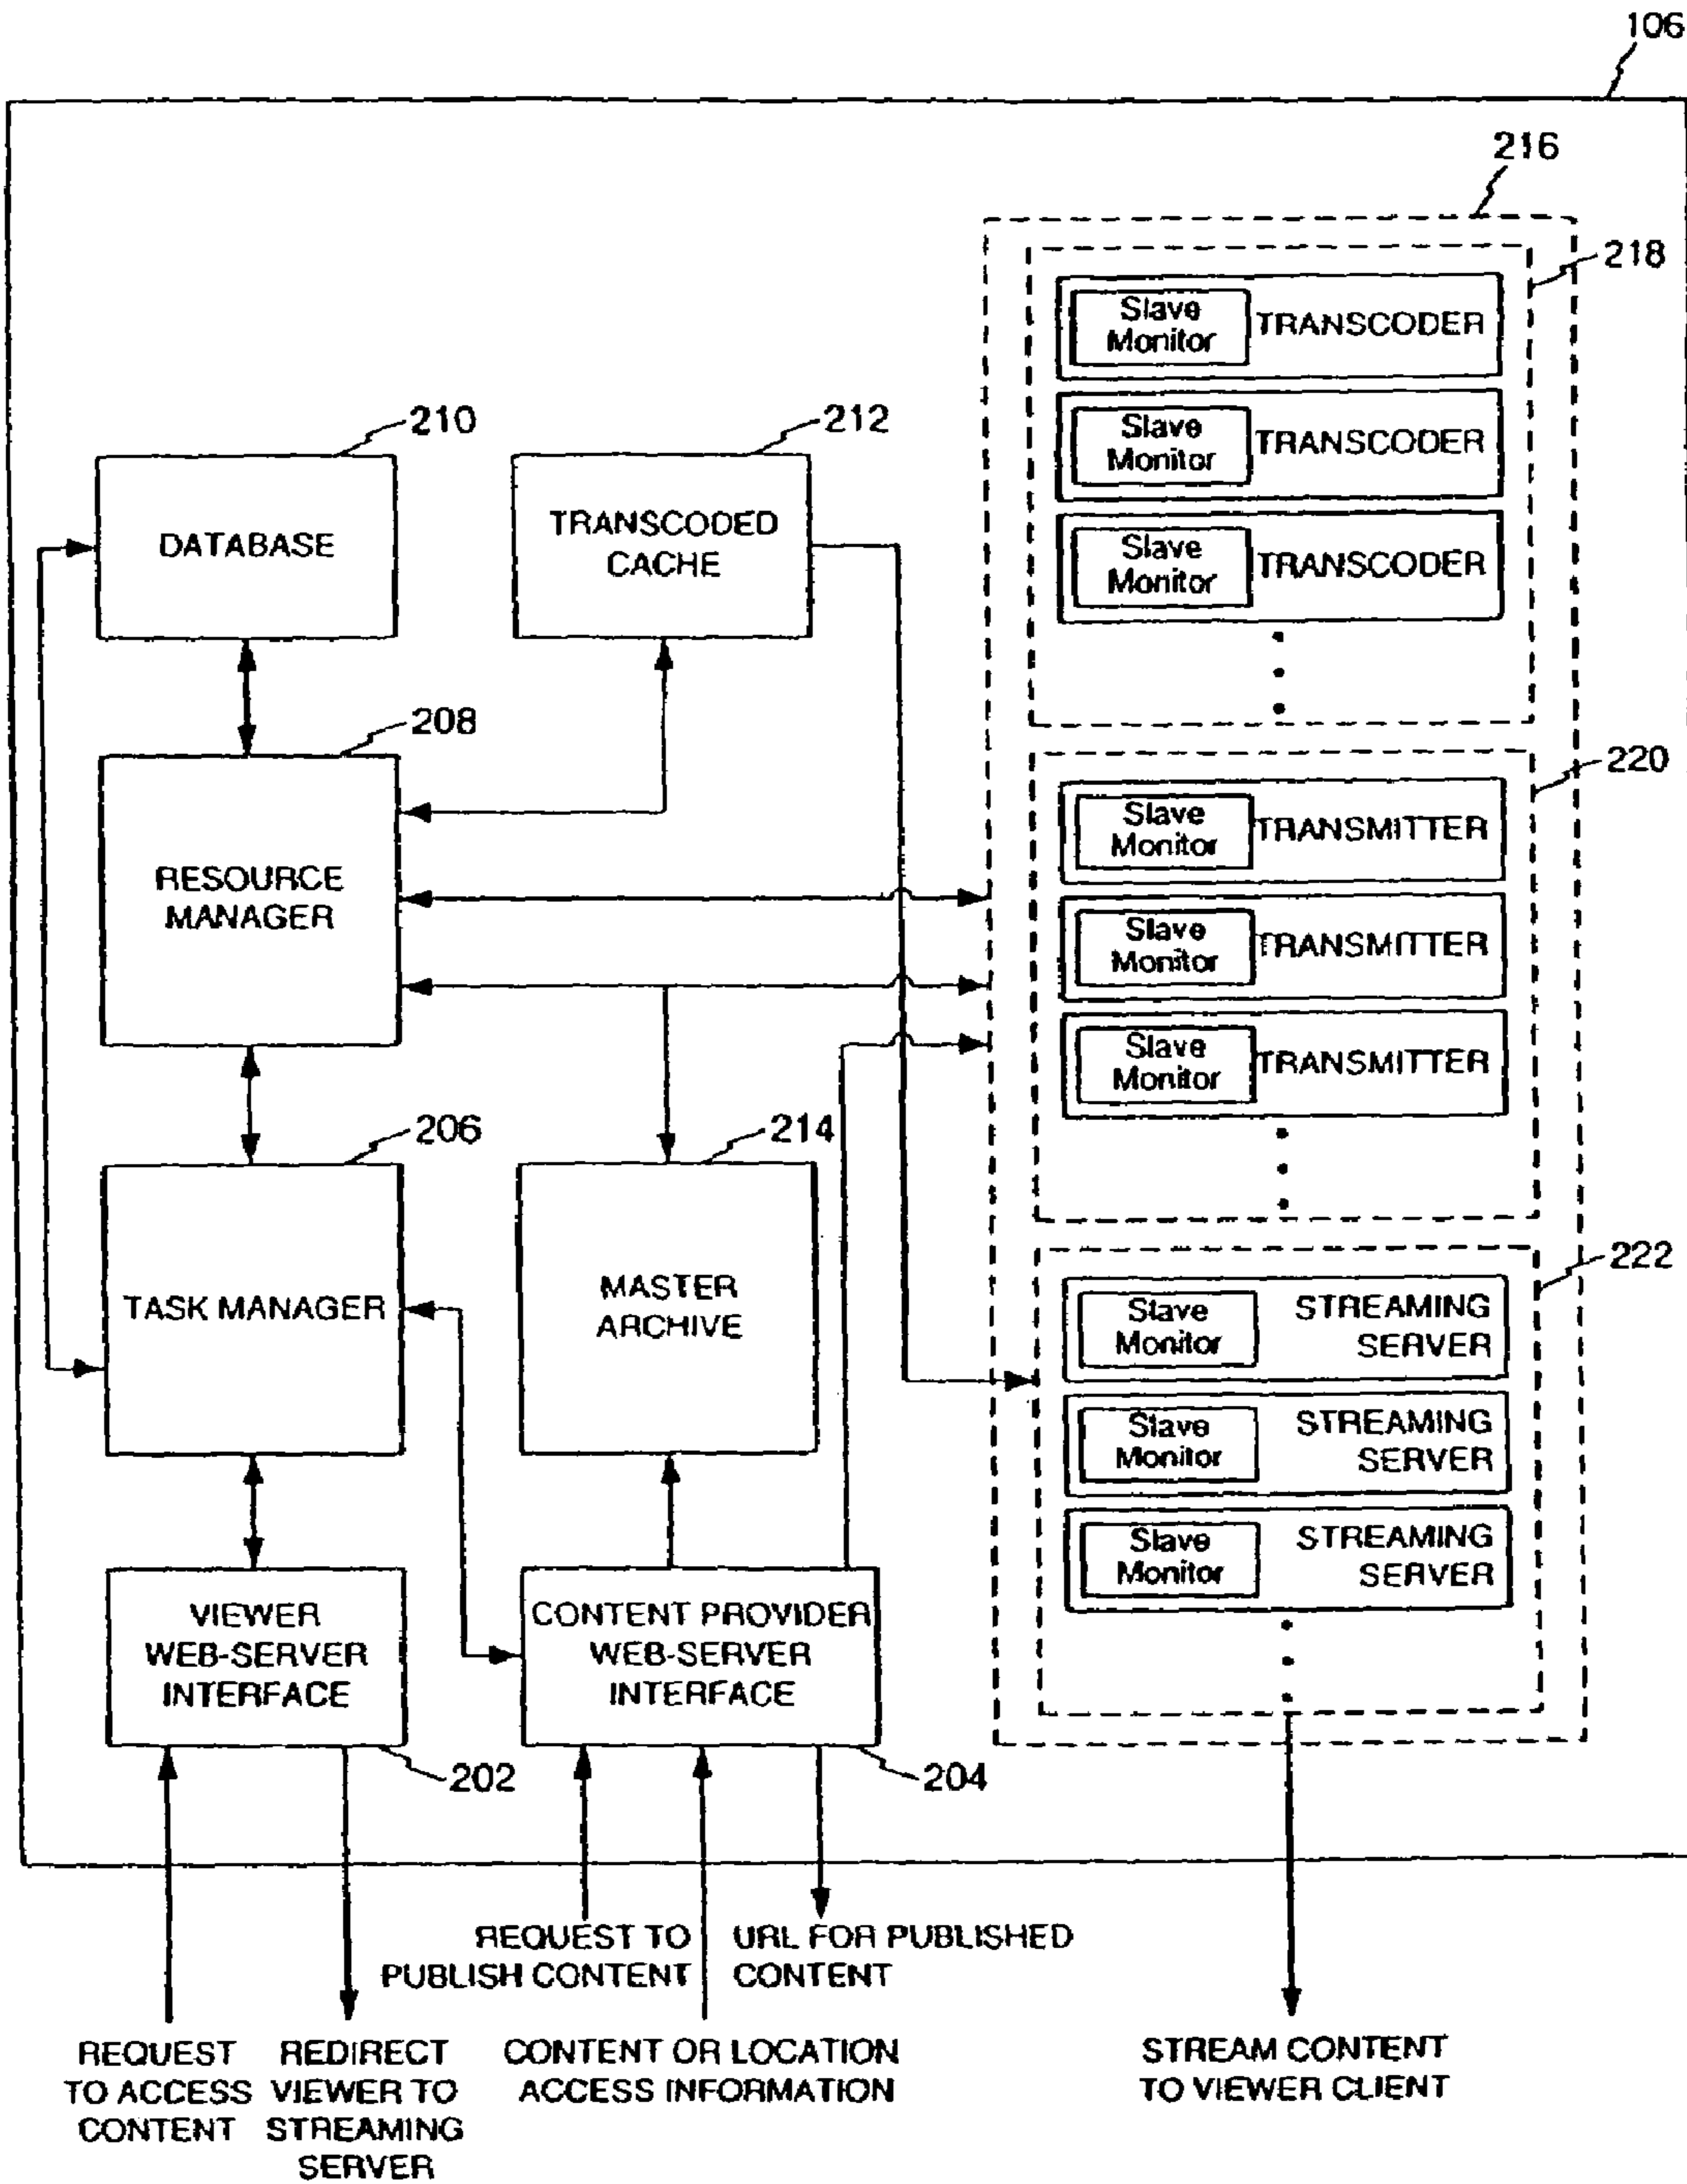 106
216
218
Slave
Monitor
TRANSCODER
Slave
Monitor
TRANSCODER
Slave
Monitor
TRANSCODER
210
DATABASE
212
TRANSCODED
CACHE
208
RESOURCE
MANAGER
220
Slave
Monitor
TRANSMITTER
Slave
Monitor
TRANSMITTER
Slave
Monitor
TRANSMITTER
206
TASK MANAGER
214
MASTER
ARCHIVE
222
Slave
Monitor
STREAMING
SERVER
Slave
Monitor
STREAMING
SERVER
Slave
Monitor
STREAMING
SERVER
VIEWER
WEB-SERVER
INTERFACE
202
CONTENT PROVIDER
WEB-SERVER
INTERFACE
204
REQUEST TO
PUBLISH CONTENT
URL FOR PUBLISHED
CONTENT
REQUEST
TO ACCESS
CONTENT
REDIRECT
VIEWER TO
STREAMING
SERVER
CONTENT OR LOCATION
ACCESS INFORMATION
STREAM CONTENT
TO VIEWER CLIENT